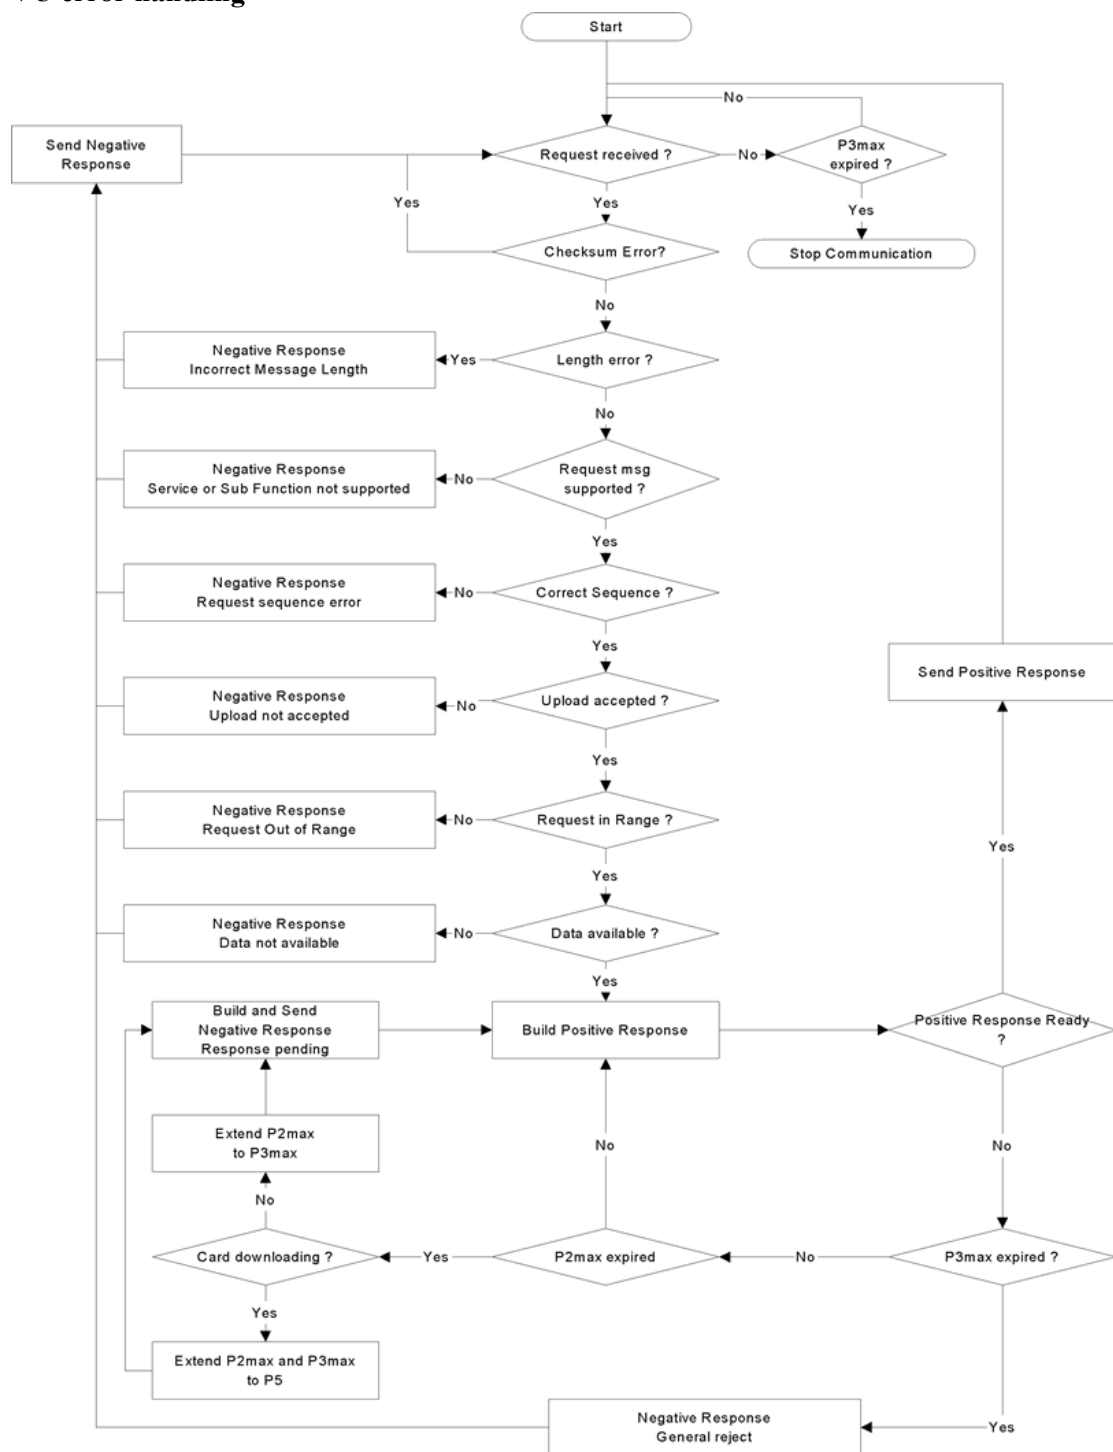 error handling
Start
No
Send Negative
Response
Request received ?
No
P3max
expired ?
Yes
Yes
Yes
Checksum Error?
Stop Communication
No
Negative Response
Incorrect Message Length
Yes
Length error ?
No
Negative Response
Service or Sub Function not supported
No
Request msg
supported ?
Yes
Negative Response
Request sequence error
No
Correct Sequence ?
Yes
Send Positive Response
Negative Response
Upload not accepted
No
Upload accepted ?
Yes
Negative Response
Request Out of Range
No
Request in Range ?
Yes
Yes
Negative Response
Data not available
No
Data available ?
Yes
Build and Send
Negative Response
Response pending
Build Positive Response
Positive Response Ready
?
Extend P2max
to P3max
No
No
No
Card downloading ?
Yes
P2max expired
No
P3max expired ?
Yes
Extend P2max and P3max
to P5
Negative Response
General reject
Yes